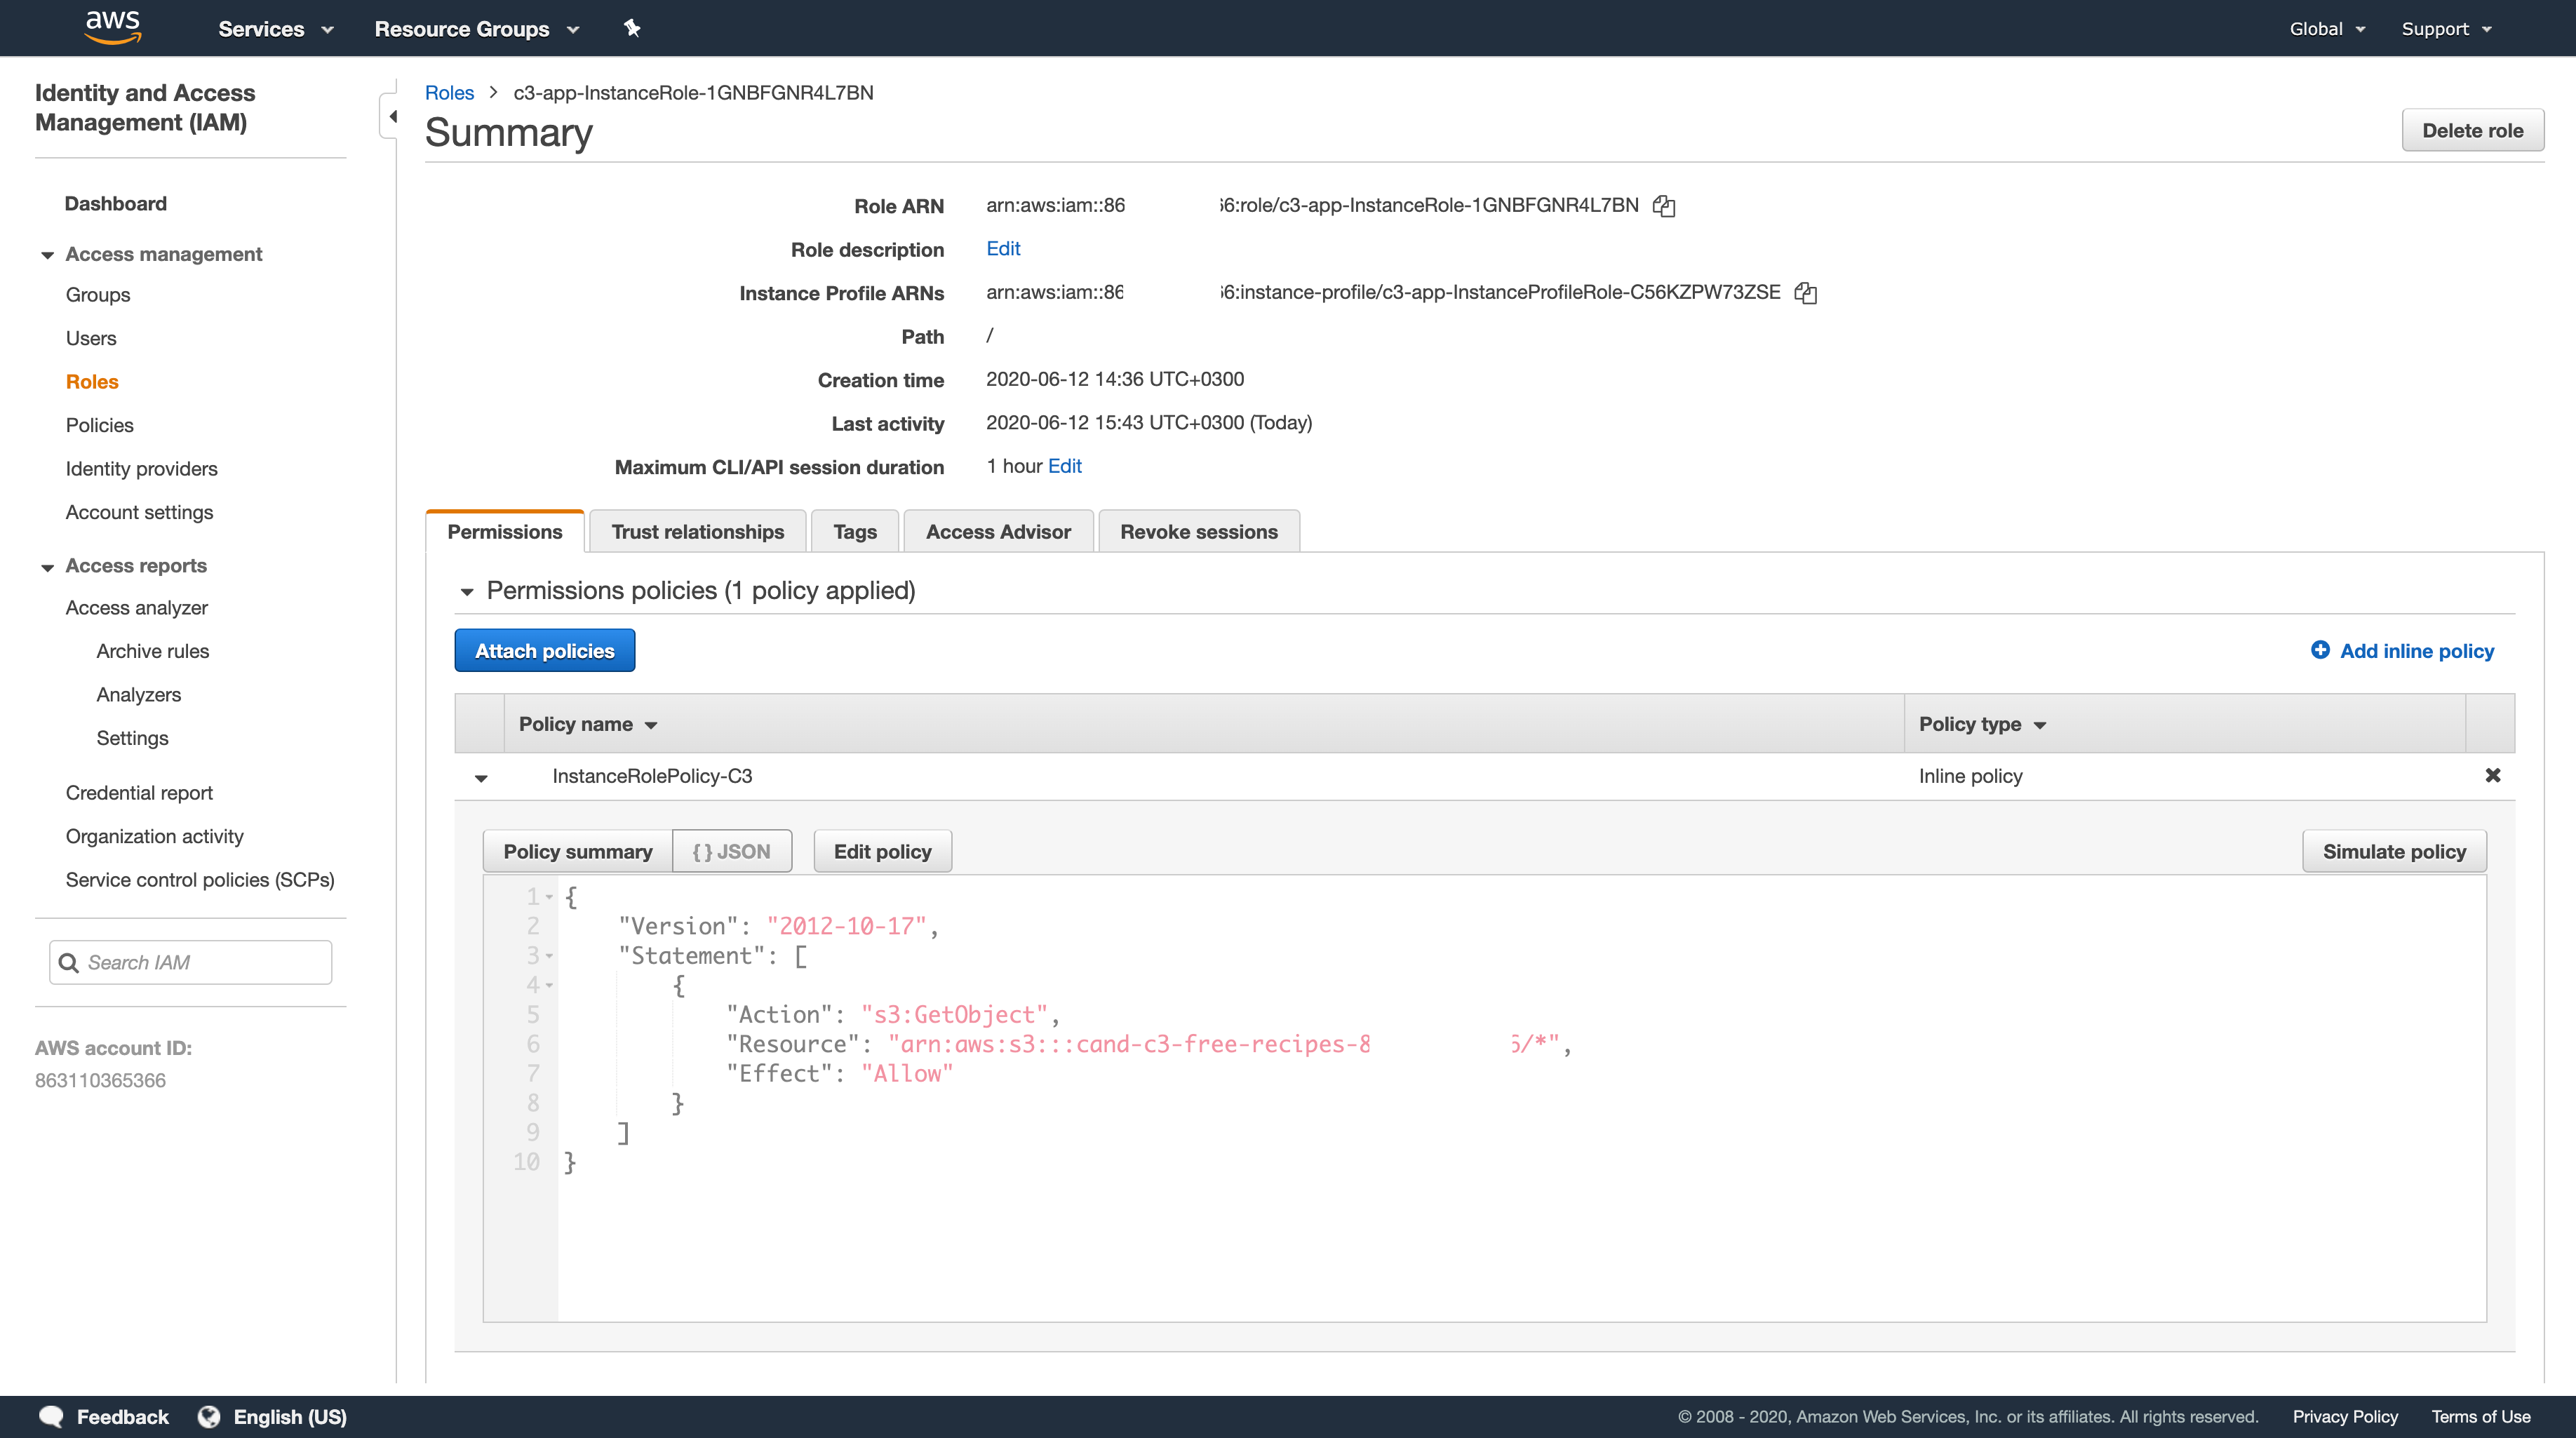 aws Services Resource Groups Global Support
Identity and Access
Management (IAM)
Dashboard
Access management
Groups
Users
Roles
Policies
Identity providers
Account settings
Access reports
Access analyzer
Archive rules
Analyzers
Settings
Credential report
Organization activity
Service control policies (SCPs)
Search IAM
AWS account ID:
863110365366
Roles > c3-app-InstanceRole-1GNBFGNR4L7BN
Summary
Delete role
Role ARN arn:aws:iam::86 66:role/c3-app-InstanceRole-1GNBFGNR4L7BN
Role description Edit
Instance Profile ARNs arn:aws:iam::86 66:instance-profile/c3-app-InstanceProfileRole-C56KZPW73ZSE
Path /
Creation time 2020-06-12 14:36 UTC+0300
Last activity 2020-06-12 15:43 UTC+0300 (Today)
Maximum CLI/API session duration 1 hour Edit
Permissions Trust relationships Tags Access Advisor Revoke sessions
Permissions policies (1 policy applied)
Attach policies Add inline policy
Policy name Policy type
InstanceRolePolicy-C3 Inline policy
Policy summary { } JSON Edit policy Simulate policy
1 {
2 "Version": "2012-10-17",
3 "Statement": [
4 {
5 "Action": "s3:GetObject",
6 "Resource": "arn:aws:s3:::cand-c3-free-recipes-8 6/*",
7 "Effect": "Allow"
8 }
9 ]
10 }
Feedback English (US) © 2008 - 2020, Amazon Web Services, Inc. or its affiliates. All rights reserved. Privacy Policy Terms of Use